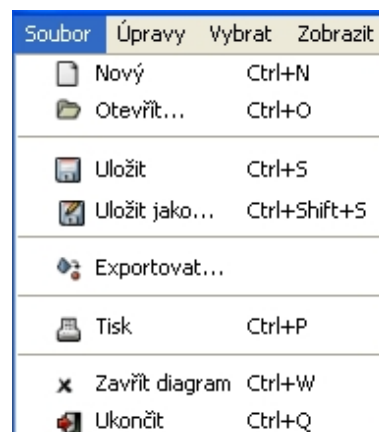 Soubor Úpravy Vybrat Zobrazit
Nový Ctrl+N
Otevřít... Ctrl+O
Uložit Ctrl+S
Uložit jako... Ctrl+Shift+S
Exportovat...
Tisk Ctrl+P
Zavřít diagram Ctrl+W
Ukončit Ctrl+Q